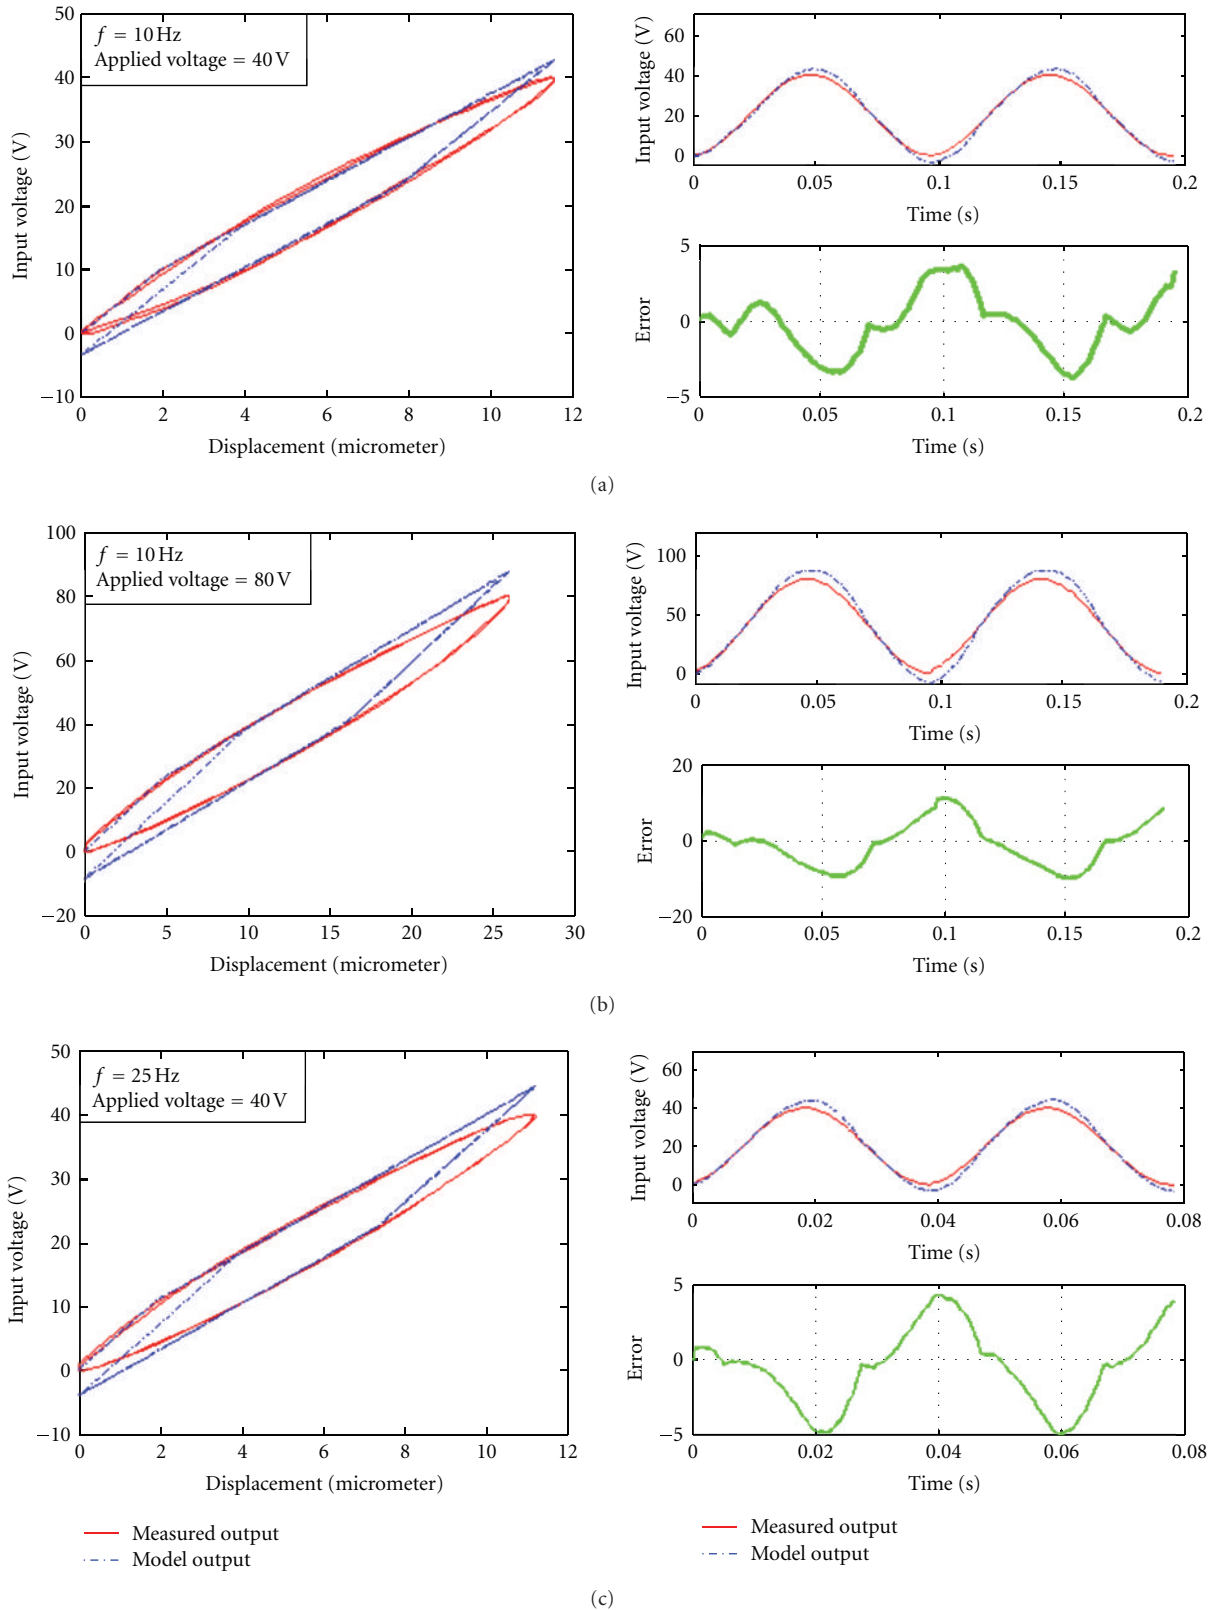 f = 10 Hz
Applied voltage = 40 V
Input voltage (V)
50
40
30
20
10
0
−10
0 2 4 6 8 10 12
Displacement (micrometer)
Input voltage (V)
60
40
20
0
0 0.05 0.1 0.15 0.2
Time (s)
Error
5
0
−5
0 0.05 0.1 0.15 0.2
Time (s)
(a)
f = 10 Hz
Applied voltage = 80 V
Input voltage (V)
100
80
60
40
20
0
−20
0 5 10 15 20 25 30
Displacement (micrometer)
Input voltage (V)
100
50
0
0 0.05 0.1 0.15 0.2
Time (s)
Error
20
0
−20
0 0.05 0.1 0.15 0.2
Time (s)
(b)
f = 25 Hz
Applied voltage = 40 V
Input voltage (V)
50
40
30
20
10
0
−10
0 2 4 6 8 10 12
Displacement (micrometer)
Measured output
Model output
Input voltage (V)
60
40
20
0
0 0.02 0.04 0.06 0.08
Time (s)
Error
5
0
−5
0 0.02 0.04 0.06 0.08
Time (s)
Measured output
Model output
(c)